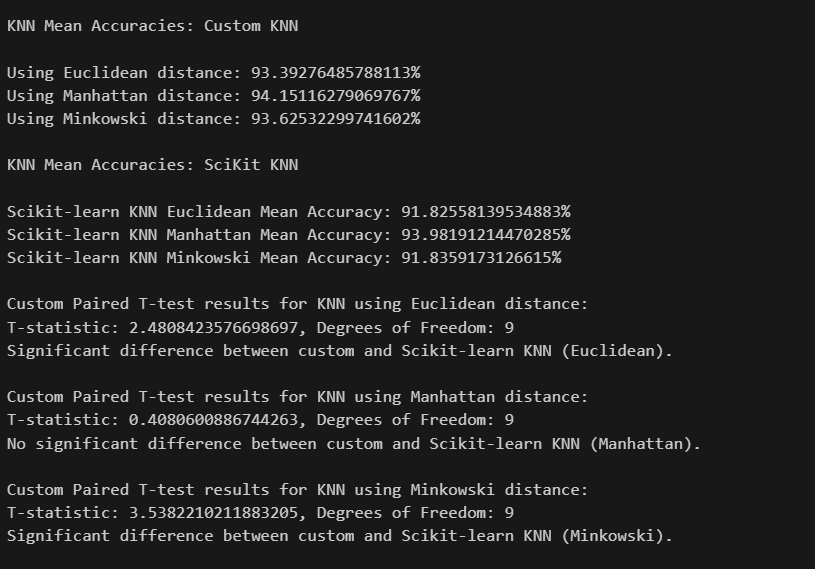 KNN Mean Accuracies: Custom KNN
Using Euclidean distance: 93.39276485788113%
Using Manhattan distance: 94.15116279069767%
Using Minkowski distance: 93.62532299741602%
KNN Mean Accuracies: SciKit KNN
Scikit-learn KNN Euclidean Mean Accuracy: 91.82558139534883%
Scikit-learn KNN Manhattan Mean Accuracy: 93.98191214470285%
Scikit-learn KNN Minkowski Mean Accuracy: 91.8359173126615%
Custom Paired T-test results for KNN using Euclidean distance:
T-statistic: 2.4808423576698697, Degrees of Freedom: 9
Significant difference between custom and Scikit-learn KNN (Euclidean).
Custom Paired T-test results for KNN using Manhattan distance:
T-statistic: 0.4080600886744263, Degrees of Freedom: 9
No significant difference between custom and Scikit-learn KNN (Manhattan).
Custom Paired T-test results for KNN using Minkowski distance:
T-statistic: 3.5382210211883205, Degrees of Freedom: 9
Significant difference between custom and Scikit-learn KNN (Minkowski).